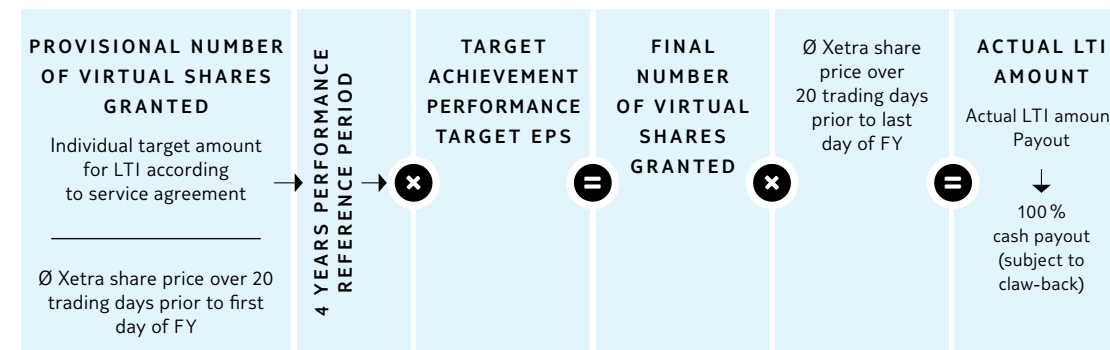 PROVISIONAL NUMBER
OF VIRTUAL SHARES
GRANTED
Individual target amount
for LTI according
to service agreement
Ø Xetra share price over 20
trading days prior to first
day of FY
4 YEARS PERFORMANCE
REFERENCE PERIOD
×
TARGET
ACHIEVEMENT
PERFORMANCE
TARGET EPS
=
FINAL
NUMBER
OF VIRTUAL
SHARES
GRANTED
×
Ø Xetra share
price over
20 trading days
prior to last
day of FY
=
ACTUAL LTI
AMOUNT
Actual LTI amoun
Payout
100 %
cash payout
(subject to
claw-back)